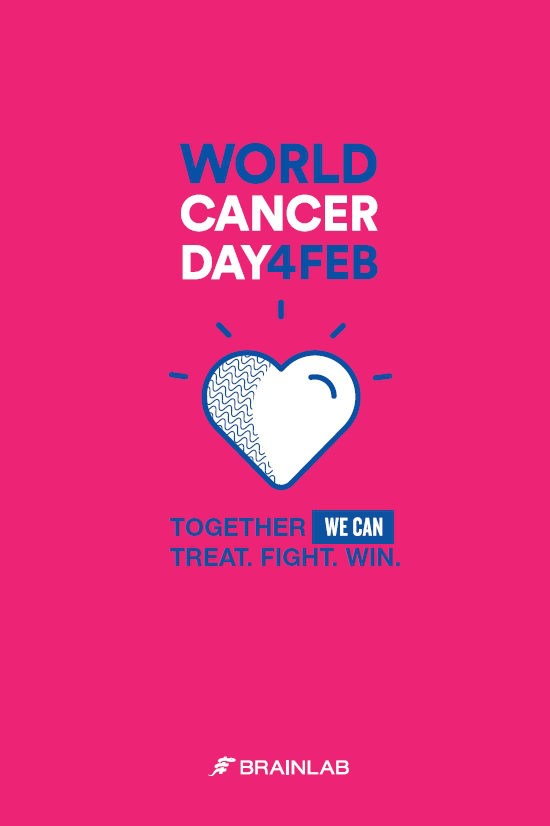 WORLD
CANCER
DAY4FEB
TOGETHER WE CAN
TREAT. FIGHT. WIN.
BRAINLAB